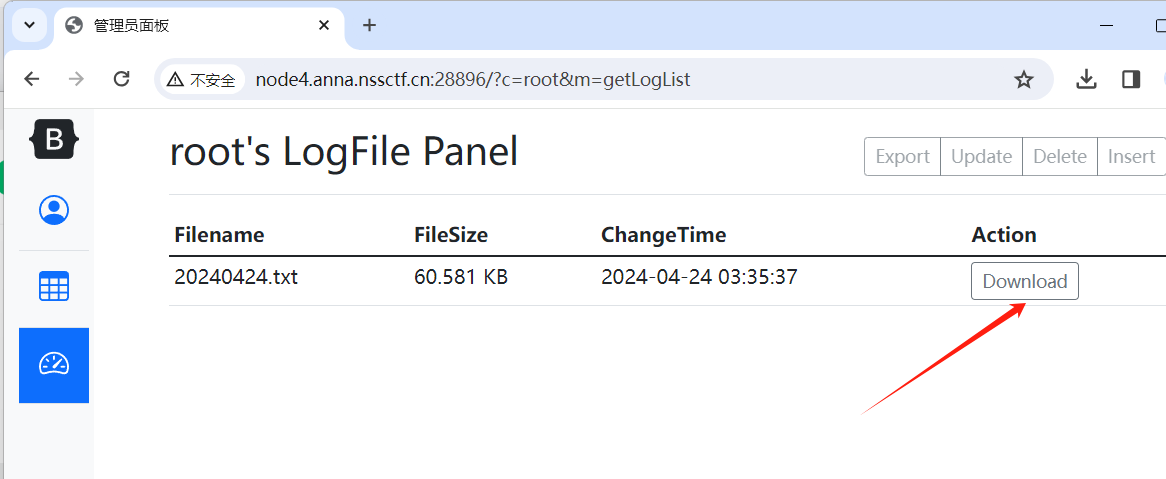 管理员面板
不安全 node4.anna.nssctf.cn:28896/?c=root&m=getLogList
B
root's LogFile Panel
Export Update Delete Insert
Filename FileSize ChangeTime Action
20240424.txt 60.581 KB 2024-04-24 03:35:37 Download